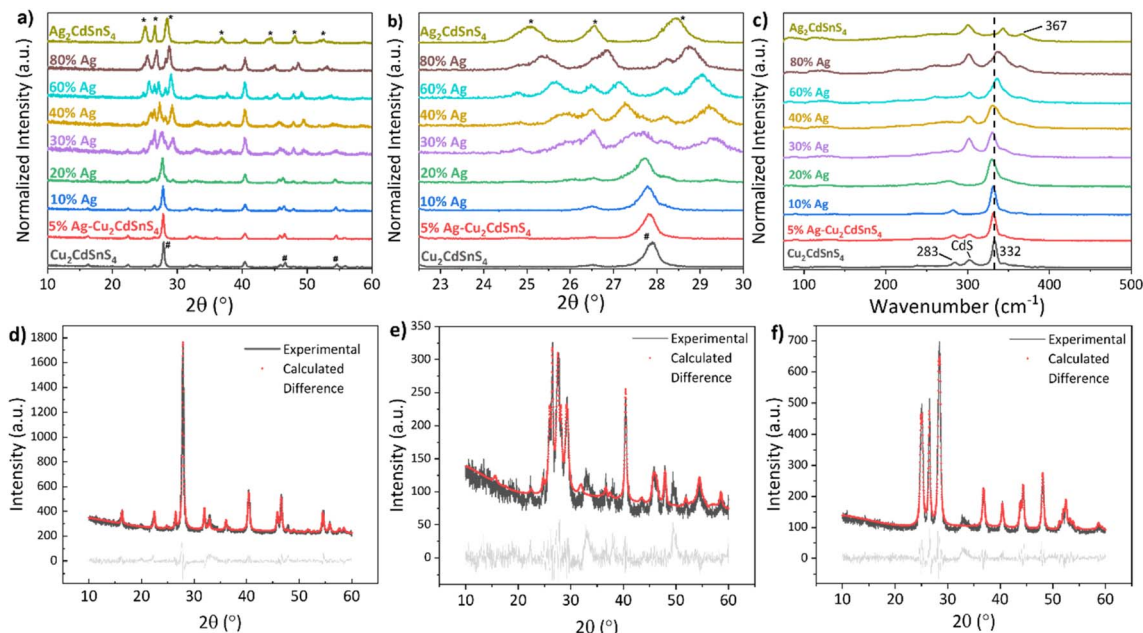 a)
Ag₂CdSnS₄
80% Ag
60% Ag
40% Ag
30% Ag
20% Ag
10% Ag
5% Ag-Cu₂CdSnS₄
Cu₂CdSnS₄
* * * * * * *
# # #
Normalized Intensity (a.u.)
10 20 30 40 50 60
2θ (°)
b)
Ag₂CdSnS₄
80% Ag
60% Ag
40% Ag
30% Ag
20% Ag
10% Ag
5% Ag-Cu₂CdSnS₄
Cu₂CdSnS₄
* * *
#
Normalized Intensity (a.u.)
23 24 25 26 27 28 29 30
2θ (°)
c)
Ag₂CdSnS₄
367
80% Ag
60% Ag
40% Ag
30% Ag
20% Ag
10% Ag
5% Ag-Cu₂CdSnS₄
CdS
283 332
Cu₂CdSnS₄
Normalized Intensity (a.u.)
100 200 300 400 500
Wavenumber (cm⁻¹)
d)
Experimental
Calculated
Difference
Intensity (a.u.)
1800
1600
1400
1200
1000
800
600
400
200
0
10 20 30 40 50 60
2θ (°)
e)
Experimental
Calculated
Difference
Intensity (a.u.)
350
300
250
200
150
100
50
0
10 20 30 40 50 60
2θ (°)
f)
Experimental
Calculated
Difference
Intensity (a.u.)
700
600
500
400
300
200
100
0
10 20 30 40 50 60
2θ (°)